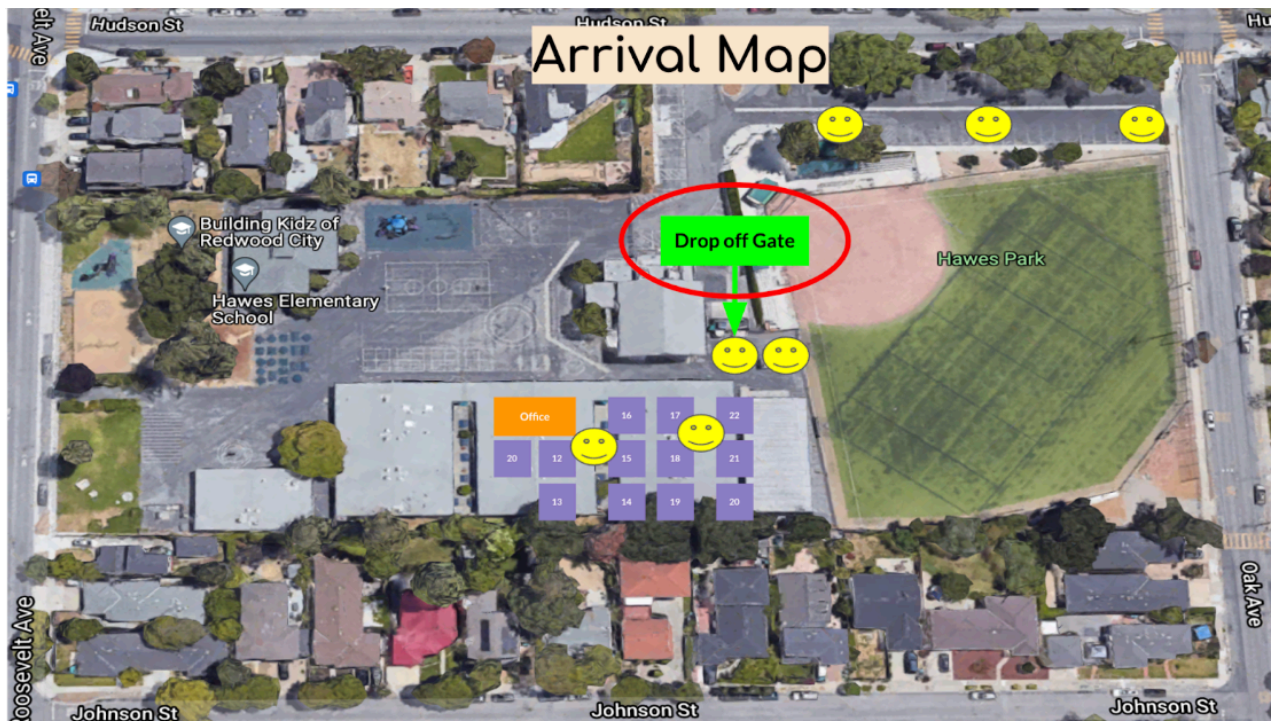 elt Ave
Hudson St
Hudson St
Hu
Arrival Map
Building Kidz of
Redwood City
Hawes Elementary
School
Drop off Gate
Hawes Park
Office
16
17
22
20
12
15
18
21
13
14
19
20
Roosevelt Ave
Oak Ave
Johnson St
Johnson St
Johnson St